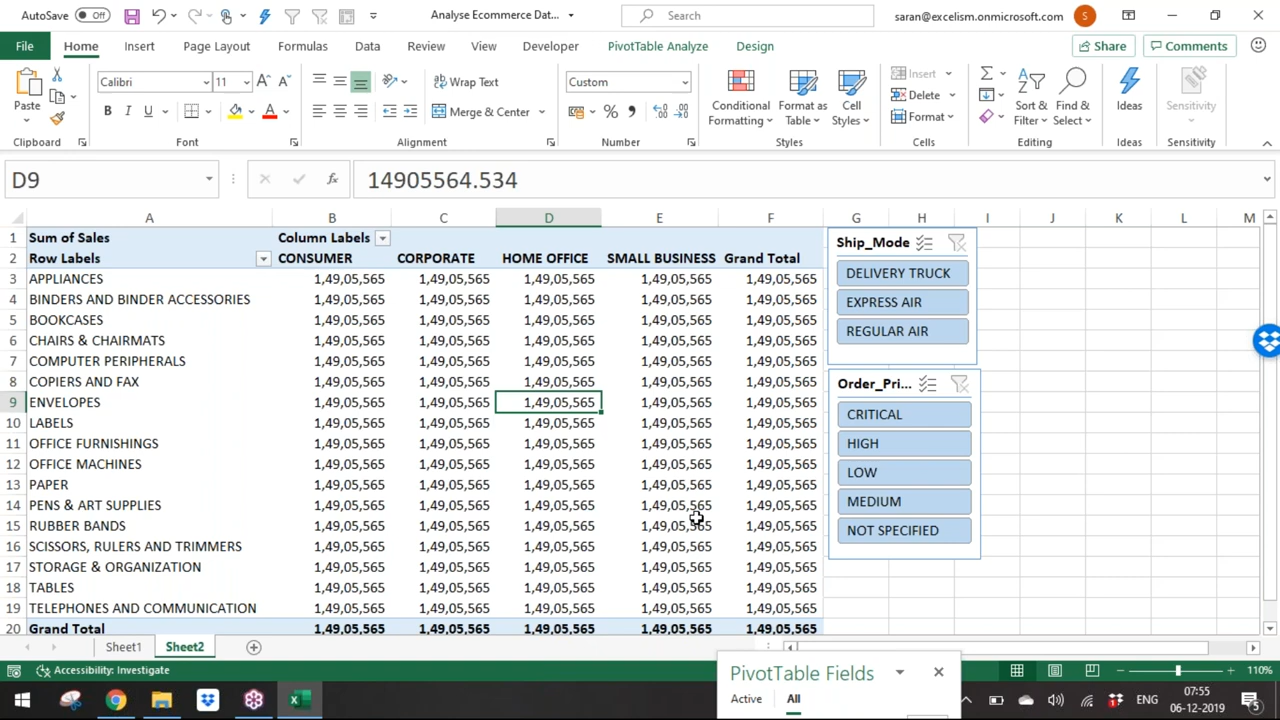 AutoSave Off Analyse Ecommerce Dat... Search saran@excelism.onmicrosoft.com S
File Home Insert Page Layout Formulas Data Review View Developer PivotTable Analyze Design Share Comments
Calibri 11 Wrap Text Custom Insert
Paste B I U Merge & Center Conditional Formatting Format as Table Cell Styles Delete Format Sort & Filter Find & Select Ideas Sensitivity
Clipboard Font Alignment Number Styles Cells Editing Ideas Sensitivity
D9 fx 14905564.534
A B C D E F G H I J K L M
1 Sum of Sales Column Labels
2 Row Labels CONSUMER CORPORATE HOME OFFICE SMALL BUSINESS Grand Total
3 APPLIANCES 1,49,05,565 1,49,05,565 1,49,05,565 1,49,05,565 1,49,05,565
4 BINDERS AND BINDER ACCESSORIES 1,49,05,565 1,49,05,565 1,49,05,565 1,49,05,565 1,49,05,565
5 BOOKCASES 1,49,05,565 1,49,05,565 1,49,05,565 1,49,05,565 1,49,05,565
6 CHAIRS & CHAIRMATS 1,49,05,565 1,49,05,565 1,49,05,565 1,49,05,565 1,49,05,565
7 COMPUTER PERIPHERALS 1,49,05,565 1,49,05,565 1,49,05,565 1,49,05,565 1,49,05,565
8 COPIERS AND FAX 1,49,05,565 1,49,05,565 1,49,05,565 1,49,05,565 1,49,05,565
9 ENVELOPES 1,49,05,565 1,49,05,565 1,49,05,565 1,49,05,565 1,49,05,565
10 LABELS 1,49,05,565 1,49,05,565 1,49,05,565 1,49,05,565 1,49,05,565
11 OFFICE FURNISHINGS 1,49,05,565 1,49,05,565 1,49,05,565 1,49,05,565 1,49,05,565
12 OFFICE MACHINES 1,49,05,565 1,49,05,565 1,49,05,565 1,49,05,565 1,49,05,565
13 PAPER 1,49,05,565 1,49,05,565 1,49,05,565 1,49,05,565 1,49,05,565
14 PENS & ART SUPPLIES 1,49,05,565 1,49,05,565 1,49,05,565 1,49,05,565 1,49,05,565
15 RUBBER BANDS 1,49,05,565 1,49,05,565 1,49,05,565 1,49,05,565 1,49,05,565
16 SCISSORS, RULERS AND TRIMMERS 1,49,05,565 1,49,05,565 1,49,05,565 1,49,05,565 1,49,05,565
17 STORAGE & ORGANIZATION 1,49,05,565 1,49,05,565 1,49,05,565 1,49,05,565 1,49,05,565
18 TABLES 1,49,05,565 1,49,05,565 1,49,05,565 1,49,05,565 1,49,05,565
19 TELEPHONES AND COMMUNICATION 1,49,05,565 1,49,05,565 1,49,05,565 1,49,05,565 1,49,05,565
20 Grand Total 1,49,05,565 1,49,05,565 1,49,05,565 1,49,05,565 1,49,05,565
Ship_Mode
DELIVERY TRUCK
EXPRESS AIR
REGULAR AIR
Order_Pri...
CRITICAL
HIGH
LOW
MEDIUM
NOT SPECIFIED
Sheet1 Sheet2
Accessibility: Investigate 110%
PivotTable Fields
Active All
ENG 07:55
06-12-2019 5